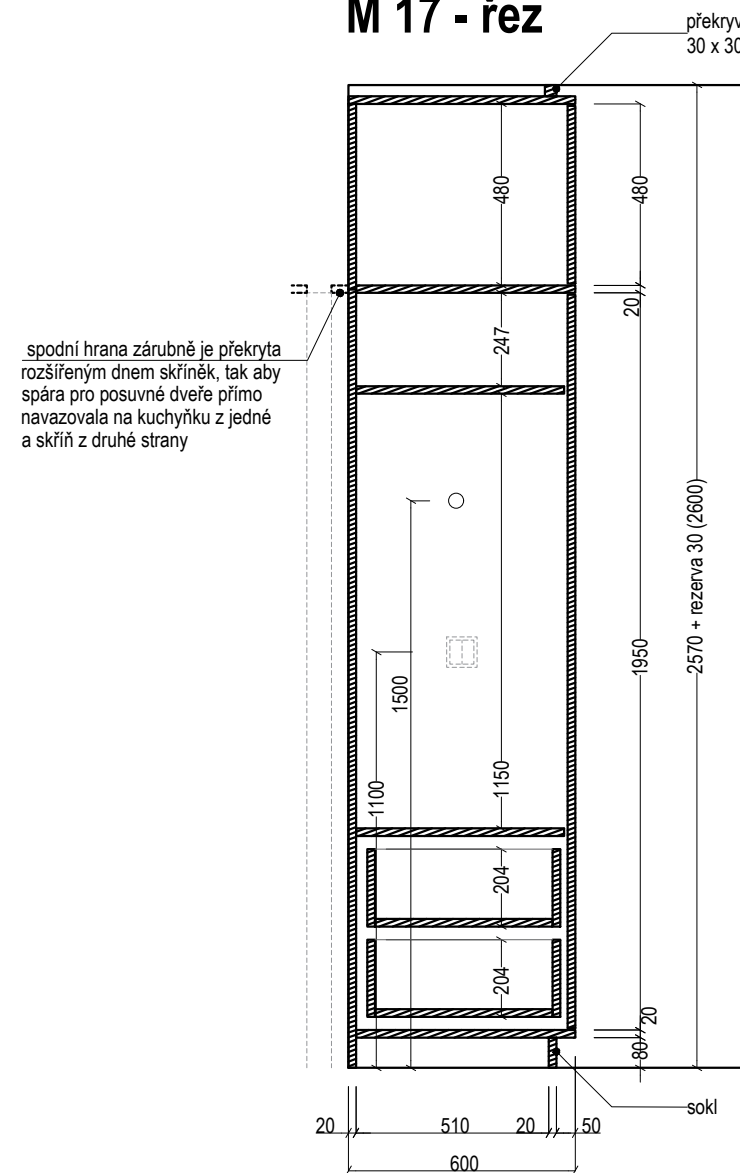 M 17 - řez
překryv
30 x 30
480
480
20
247
spodní hrana zárubně je překryta
rozšířeným dnem skříněk, tak aby
spára pro posuvné dveře přímo
navazovala na kuchyňku z jedné
a skříň z druhé strany
2570 + rezerva 30 (2600)
1950
1500
1150
1100
204
204
20
80
sokl
20
510
20
50
600